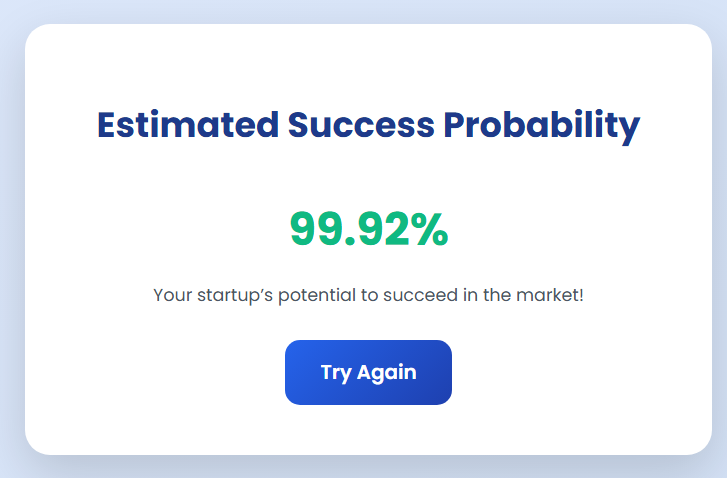 Estimated Success Probability
99.92%
Your startup’s potential to succeed in the market!
Try Again